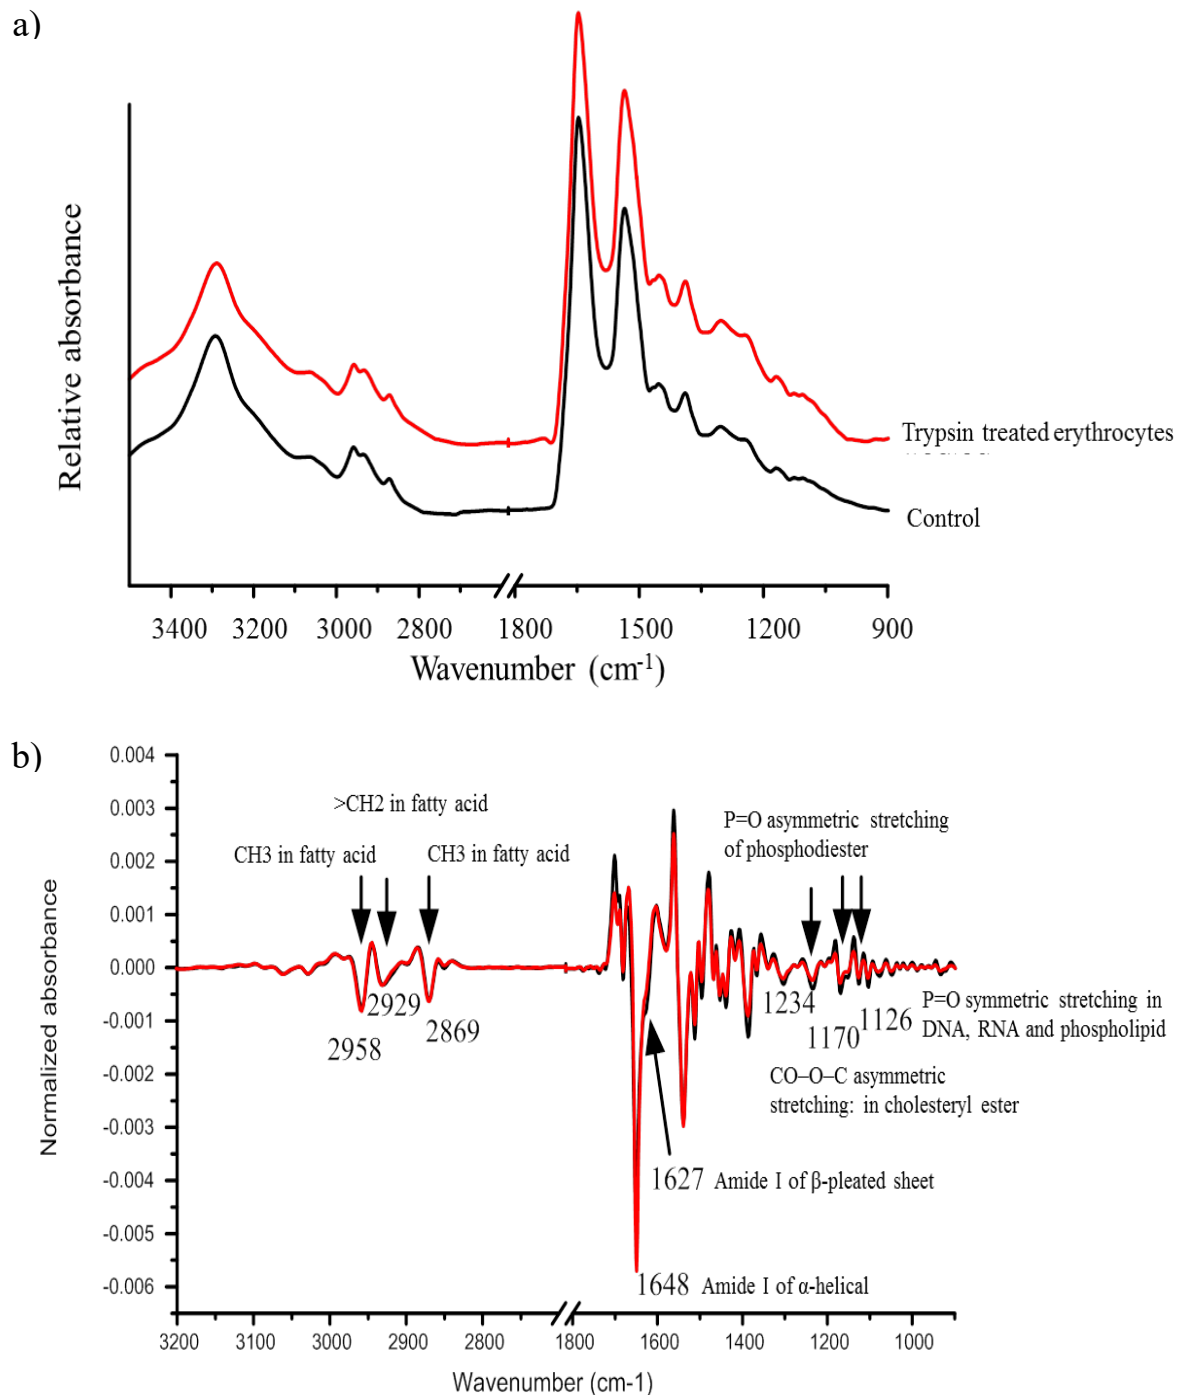 a)
Relative absorbance
Trypsin treated erythrocytes
Control
3400 3200 3000 2800 1800 1500 1200 900
Wavenumber (cm-1)
b)
0.004
0.003
0.002
0.001
0.000
-0.001
-0.002
-0.003
-0.004
-0.005
-0.006
Normalized absorbance
>CH2 in fatty acid
CH3 in fatty acid
CH3 in fatty acid
P=O asymmetric stretching
of phosphodiester
2958
2929
2869
1234
1170
1126
P=O symmetric stretching in
DNA, RNA and phospholipid
CO–O–C asymmetric
stretching: in cholesteryl ester
1627 Amide I of β-pleated sheet
1648 Amide I of α-helical
3200 3100 3000 2900 2800 1800 1600 1400 1200 1000
Wavenumber (cm-1)